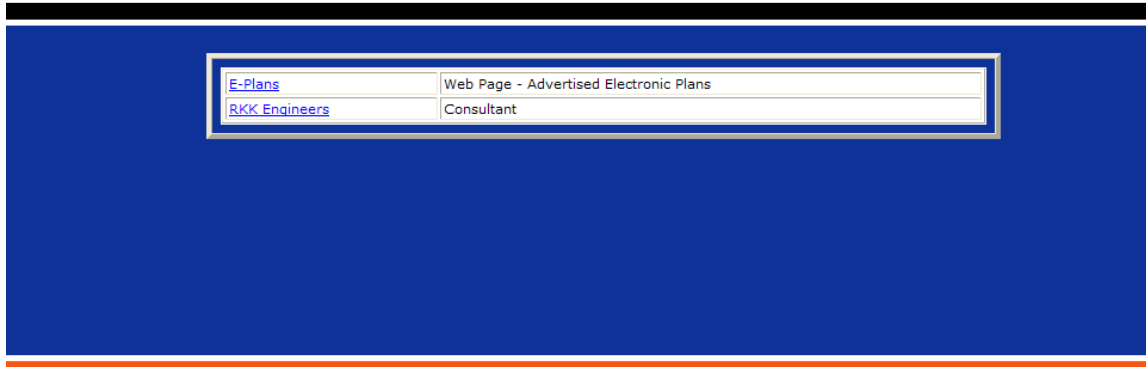 E-Plans Web Page - Advertised Electronic Plans
RKK Engineers Consultant